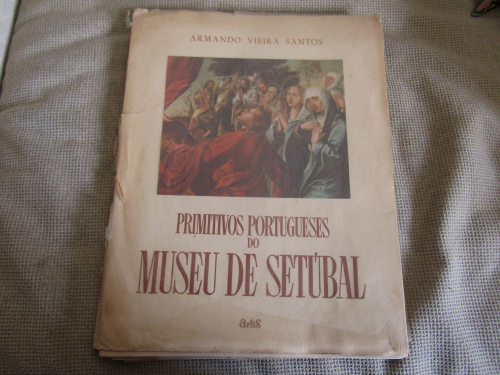 ARMANDO VIEIRA SANTOS
PRIMITIVOS PORTUGUESES
DO
MUSEU DE SETÚBAL
artis